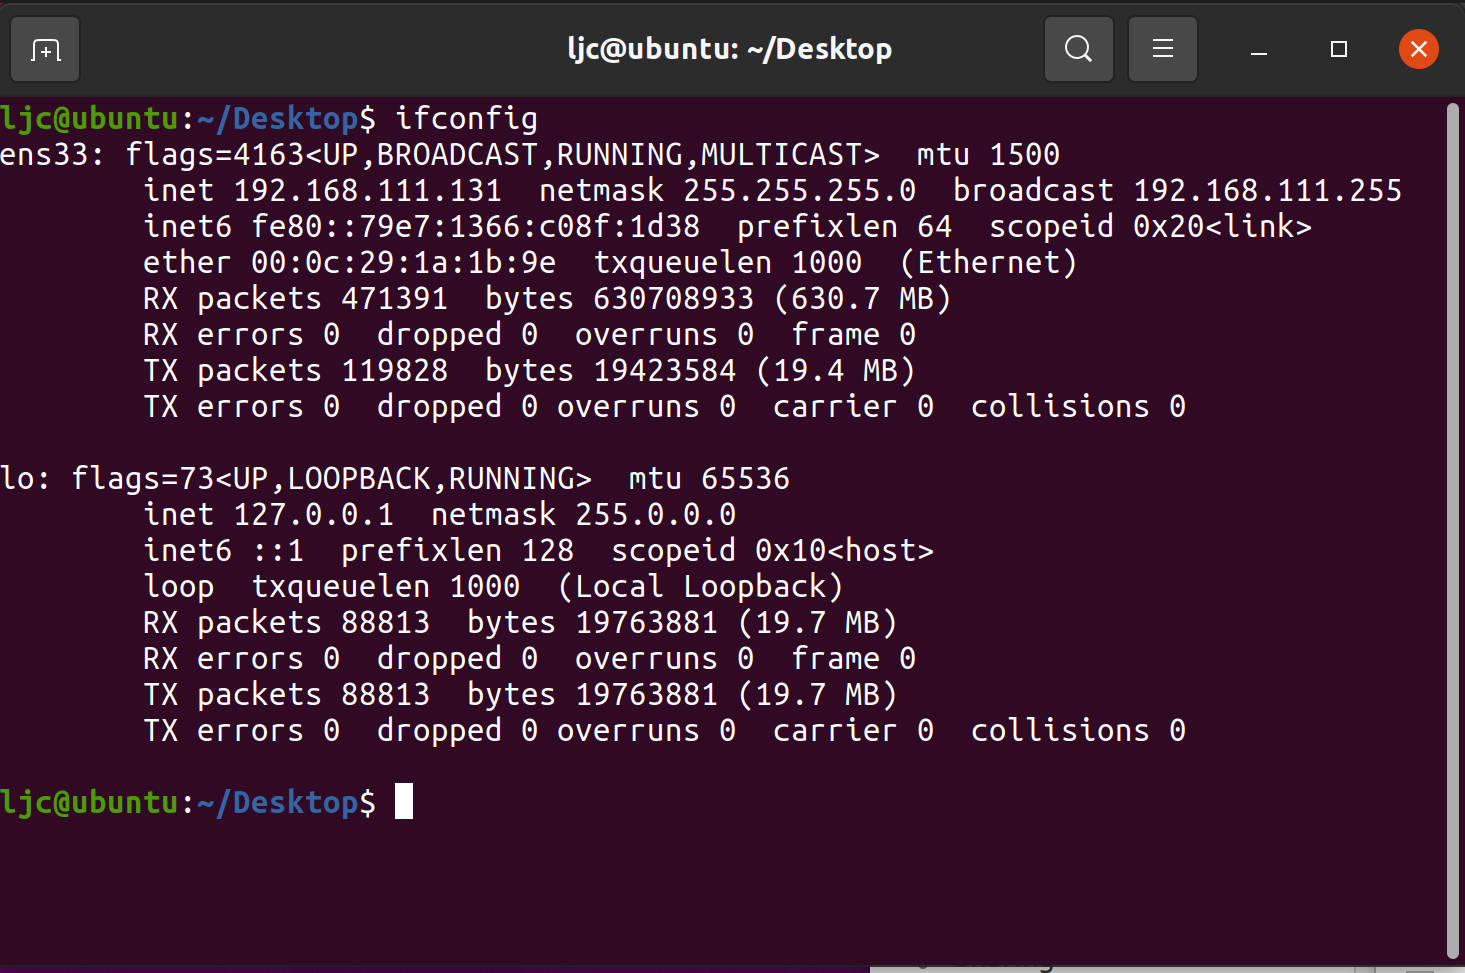 ljc@ubuntu: ~/Desktop
ljc@ubuntu:~/Desktop$ ifconfig
ens33: flags=4163<UP,BROADCAST,RUNNING,MULTICAST>  mtu 1500
        inet 192.168.111.131  netmask 255.255.255.0  broadcast 192.168.111.255
        inet6 fe80::79e7:1366:c08f:1d38  prefixlen 64  scopeid 0x20<link>
        ether 00:0c:29:1a:1b:9e  txqueuelen 1000  (Ethernet)
        RX packets 471391  bytes 630708933 (630.7 MB)
        RX errors 0  dropped 0  overruns 0  frame 0
        TX packets 119828  bytes 19423584 (19.4 MB)
        TX errors 0  dropped 0 overruns 0  carrier 0  collisions 0

lo: flags=73<UP,LOOPBACK,RUNNING>  mtu 65536
        inet 127.0.0.1  netmask 255.0.0.0
        inet6 ::1  prefixlen 128  scopeid 0x10<host>
        loop  txqueuelen 1000  (Local Loopback)
        RX packets 88813  bytes 19763881 (19.7 MB)
        RX errors 0  dropped 0  overruns 0  frame 0
        TX packets 88813  bytes 19763881 (19.7 MB)
        TX errors 0  dropped 0 overruns 0  carrier 0  collisions 0

ljc@ubuntu:~/Desktop$